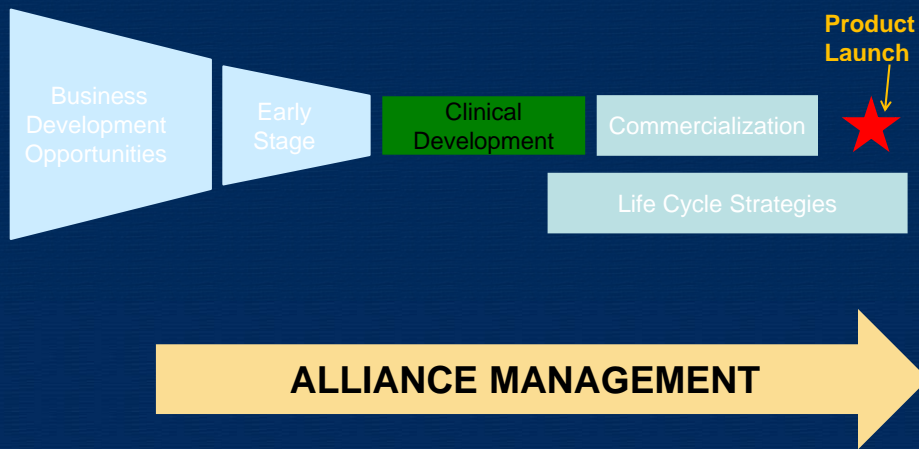 Product
Launch
Business
Development
Opportunities
Early
Stage
Clinical
Development
Commercialization
Life Cycle Strategies
ALLIANCE MANAGEMENT